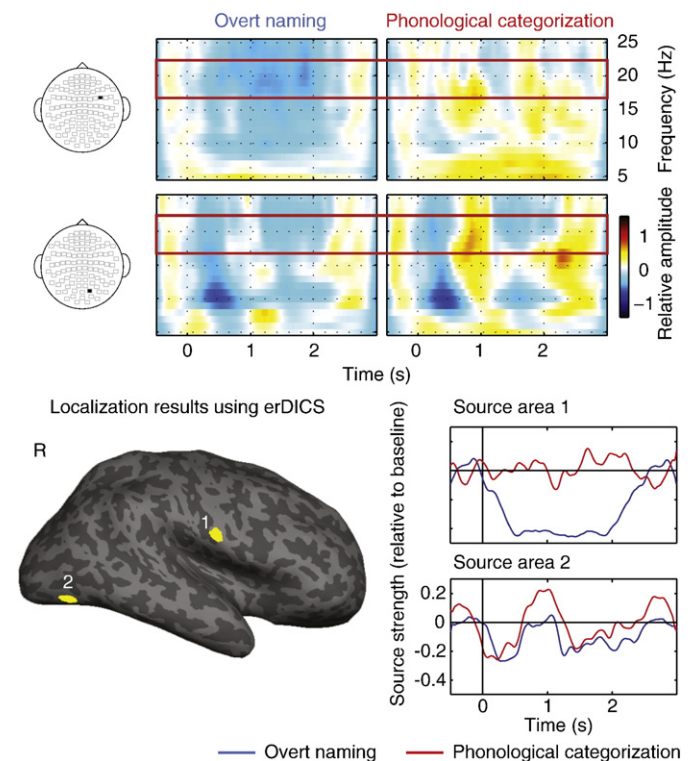 Overt naming
Phonological categorization
25
20
15
10
5
Frequency (Hz)
1
0
−1
Relative amplitude
0 1 2 0 1 2
Time (s)
Localization results using erDICS
R
1
2
Source area 1
Source area 2
0.2
0
-0.2
-0.4
Source strength (relative to baseline)
0 1 2
Time (s)
Overt naming
Phonological categorization